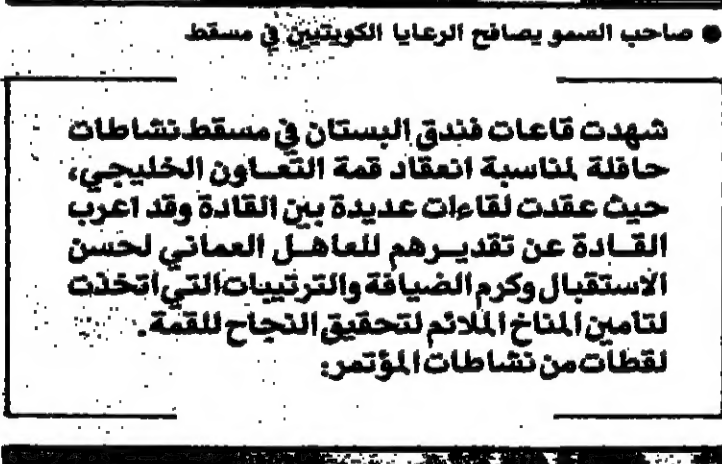 ● صاحب السمو يصافح الرعايا الكويتيين في مسقط
شهدت قاعات فندق البستان في مسقط نشاطات
حافلة لمناسبة انعقاد قمة التعاون الخليجي،
حيث عقدت لقاءات عديدة بين القادة وقد اعرب
القادة عن تقديرهم للعاهل العماني لحسن
الاستقبال وكرم الضيافة والترتيبات التي اتخذت
لتامين المناخ الملائم لتحقيق النجاح للقمة.
لقطات من نشاطات المؤتمر: